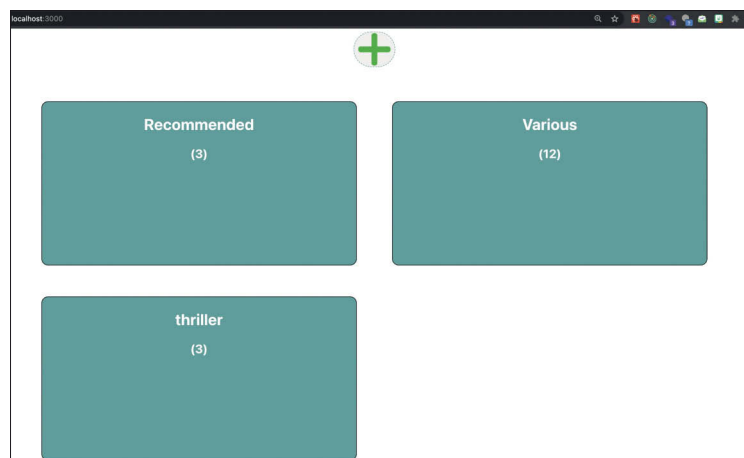 localhost:3000
Recommended
(3)
Various
(12)
thriller
(3)